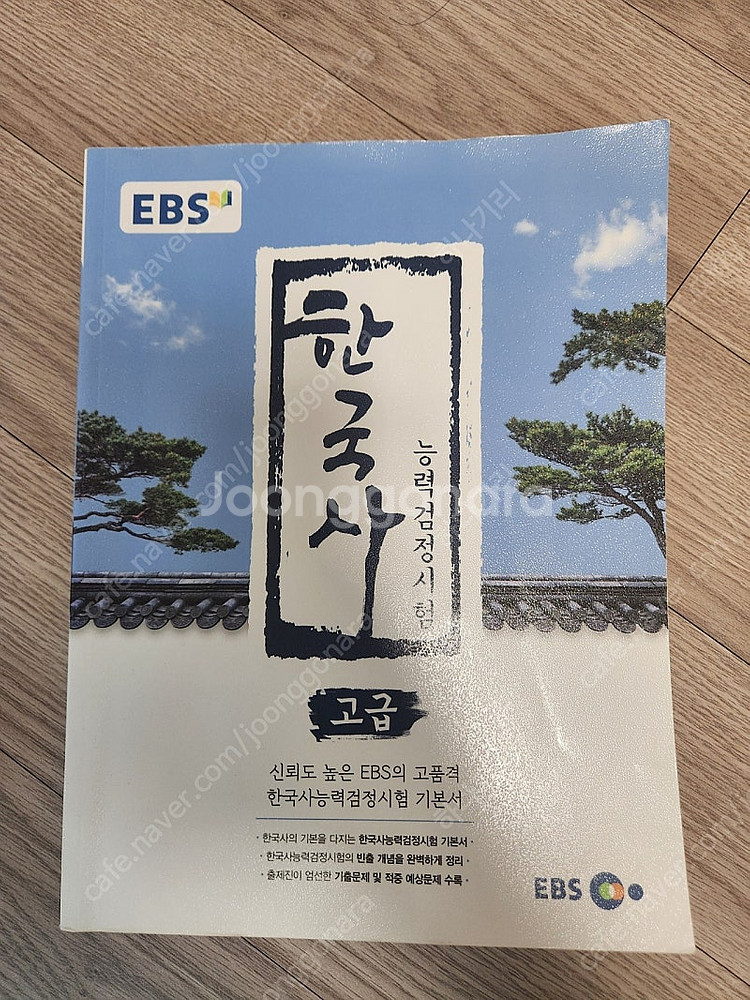 EBS
한국사
능력검정시험
고급
신뢰도 높은 EBS의 고품격
한국사능력검정시험 기본서
· 한국사의 기본을 다지는 한국사능력검정시험 기본서 ·
· 한국사능력검정시험의 빈출 개념을 완벽하게 정리 ·
· 출제진이 엄선한 기출문제 및 적중 예상문제 수록 ·
EBS
Joonggonara
cafe.naver.com/joonggonara